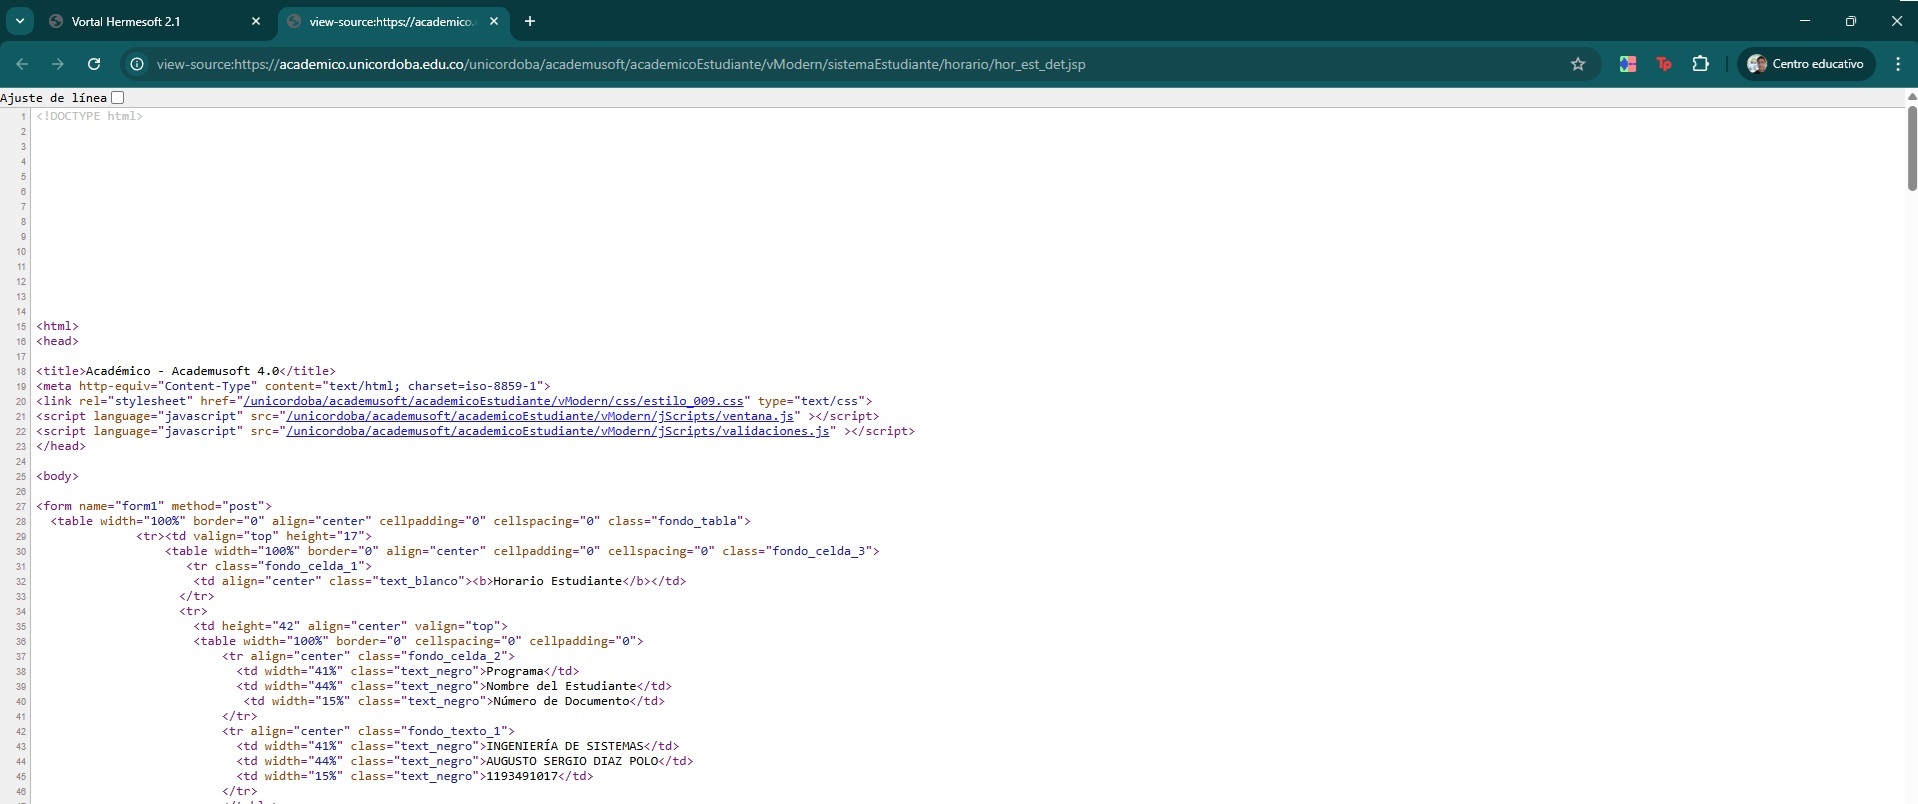 Vortal Hermesoft 2.1
view-source:https://academico.
view-source:https://academico.unicordoba.edu.co/unicordoba/academusoft/academicoEstudiante/vModern/sistemaEstudiante/horario/hor_est_det.jsp
Tp
Centro educativo
Ajuste de línea
1 <!DOCTYPE html>
2
3
4
5
6
7
8
9
10
11
12
13
14
15 <html>
16 <head>
17
18 <title>Académico - Academusoft 4.0</title>
19 <meta http-equiv="Content-Type" content="text/html; charset=iso-8859-1">
20 <link rel="stylesheet" href="/unicordoba/academusoft/academicoEstudiante/vModern/css/estilo_009.css" type="text/css">
21 <script language="javascript" src="/unicordoba/academusoft/academicoEstudiante/vModern/jScripts/ventana.js" ></script>
22 <script language="javascript" src="/unicordoba/academusoft/academicoEstudiante/vModern/jScripts/validaciones.js" ></script>
23 </head>
24
25 <body>
26
27 <form name="form1" method="post">
28 <table width="100%" border="0" align="center" cellpadding="0" cellspacing="0" class="fondo_tabla">
29 <tr><td valign="top" height="17">
30 <table width="100%" border="0" align="center" cellpadding="0" cellspacing="0" class="fondo_celda_3">
31 <tr class="fondo_celda_1">
32 <td align="center" class="text_blanco"><b>Horario Estudiante</b></td>
33 </tr>
34 <tr>
35 <td height="42" align="center" valign="top">
36 <table width="100%" border="0" cellspacing="0" cellpadding="0">
37 <tr align="center" class="fondo_celda_2">
38 <td width="41%" class="text_negro">Programa</td>
39 <td width="44%" class="text_negro">Nombre del Estudiante</td>
40 <td width="15%" class="text_negro">Número de Documento</td>
41 </tr>
42 <tr align="center" class="fondo_texto_1">
43 <td width="41%" class="text_negro">INGENIERÍA DE SISTEMAS</td>
44 <td width="44%" class="text_negro">AUGUSTO SERGIO DIAZ POLO</td>
45 <td width="15%" class="text_negro">1193491017</td>
46 </tr>